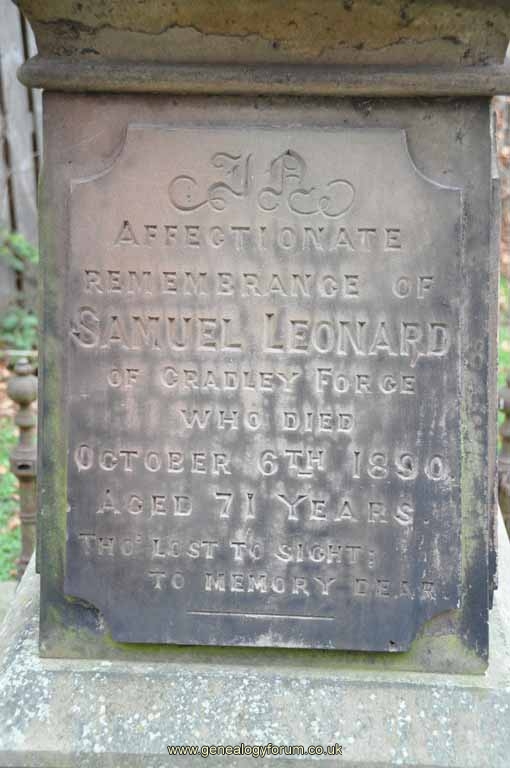 IN
AFFECTIONATE
REMEMBRANCE OF
SAMUEL LEONARD
OF CRADLEY FORGE
WHO DIED
OCTOBER 6TH 1890
AGED 71 YEARS.
THO' LOST TO SIGHT;
TO MEMORY DEAR.
www.genealogyforum.co.uk